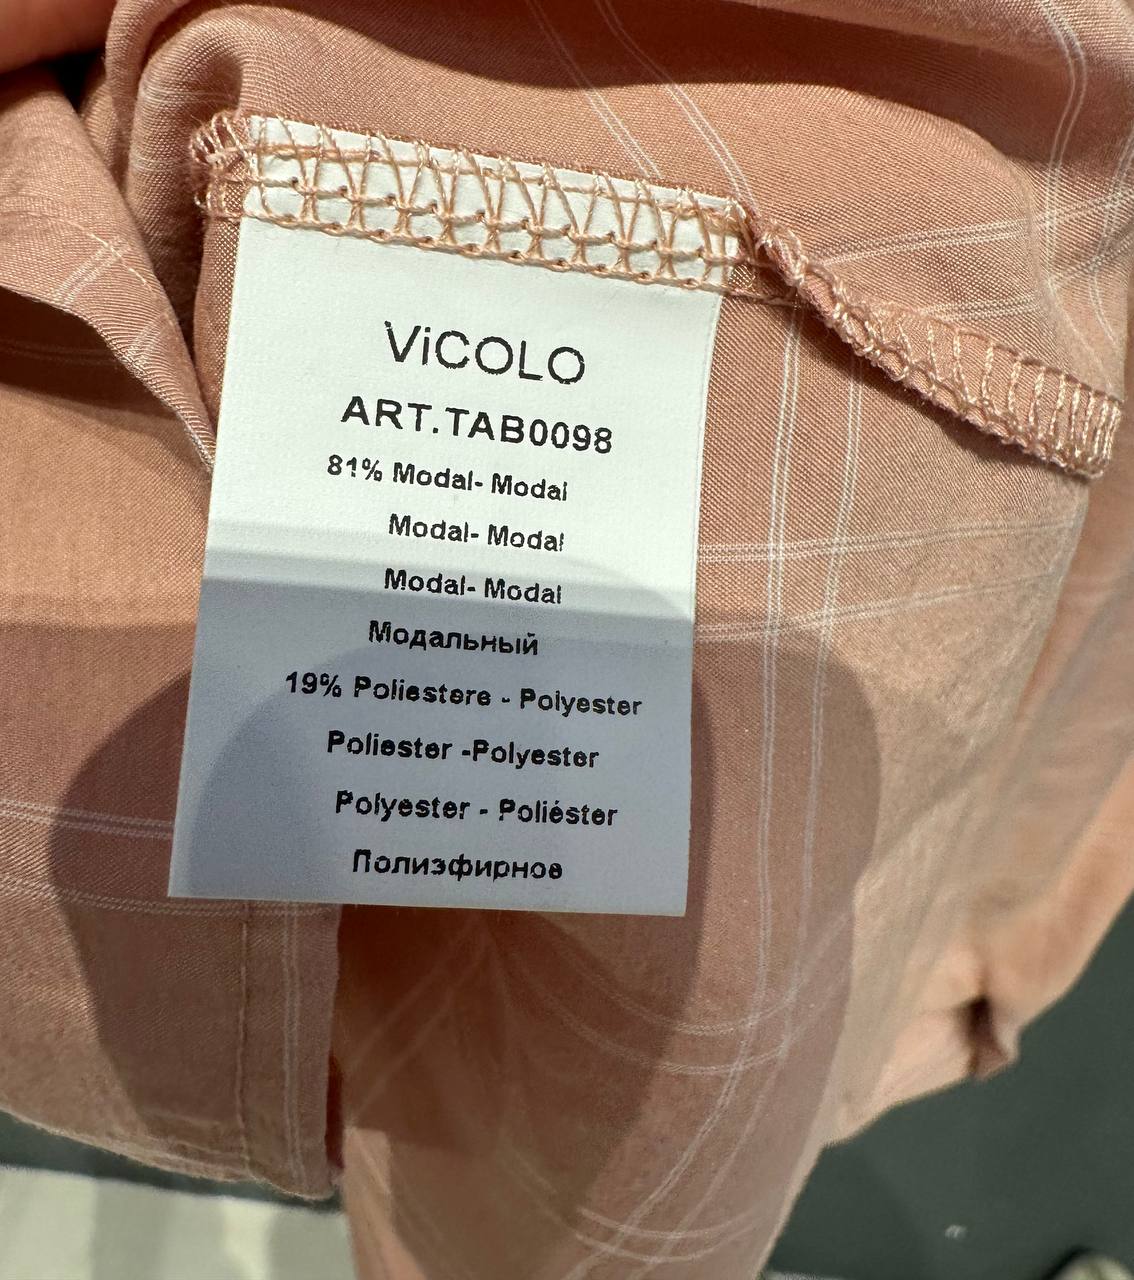 ViCOLO
ART.TAB0098
81% Modal- Modal
Modal- Modal
Modal- Modal
Модальный
19% Poliestere - Polyester
Poliester -Polyester
Polyester - Poliéster
Полиэфирное